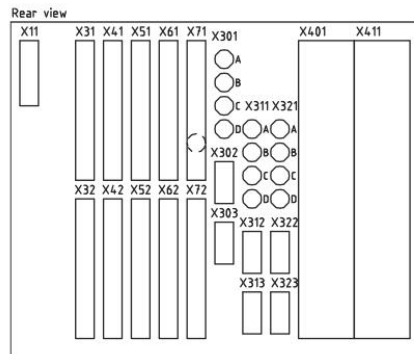 Rear view
X11 X31 X41 X51 X61 X71 X301 X401 X411
A
B
C X311 X321
D A A
B B
X302
C C
D D
X32 X42 X52 X62 X72
X303
X312 X322
X313 X323